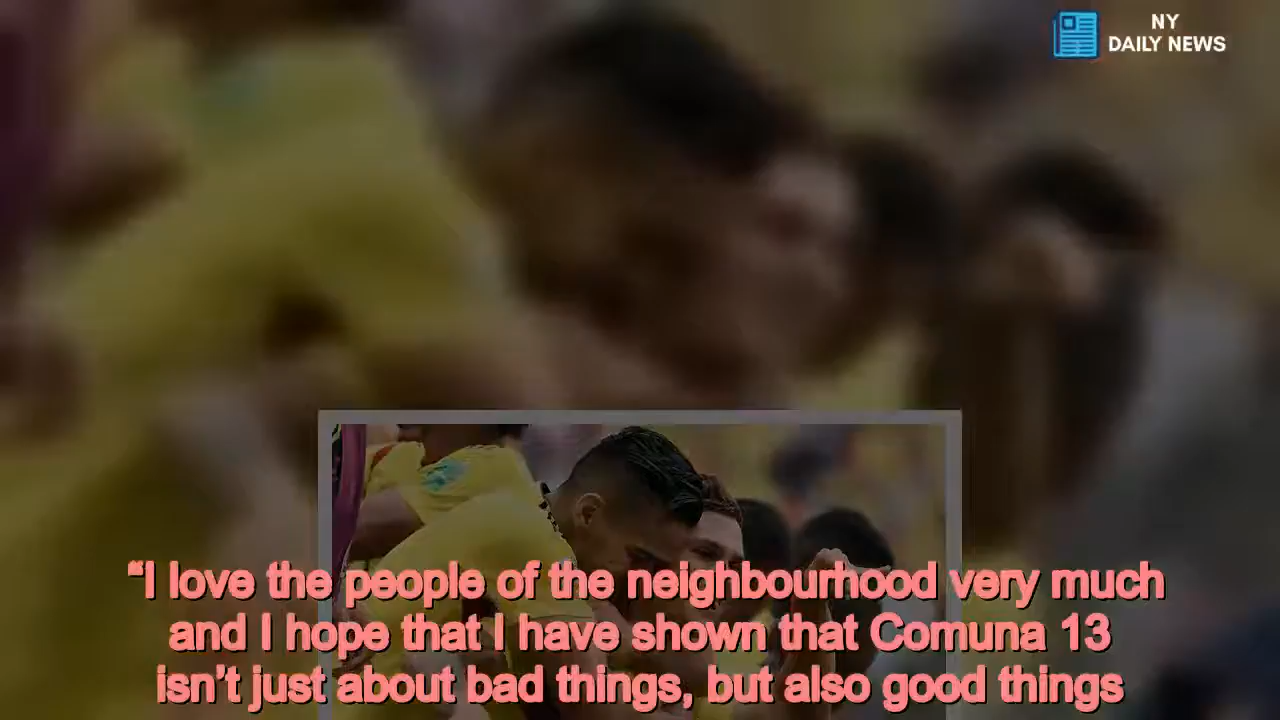 NY
DAILY NEWS
“I love the people of the neighbourhood very much
and I hope that I have shown that Comuna 13
isn’t just about bad things, but also good things